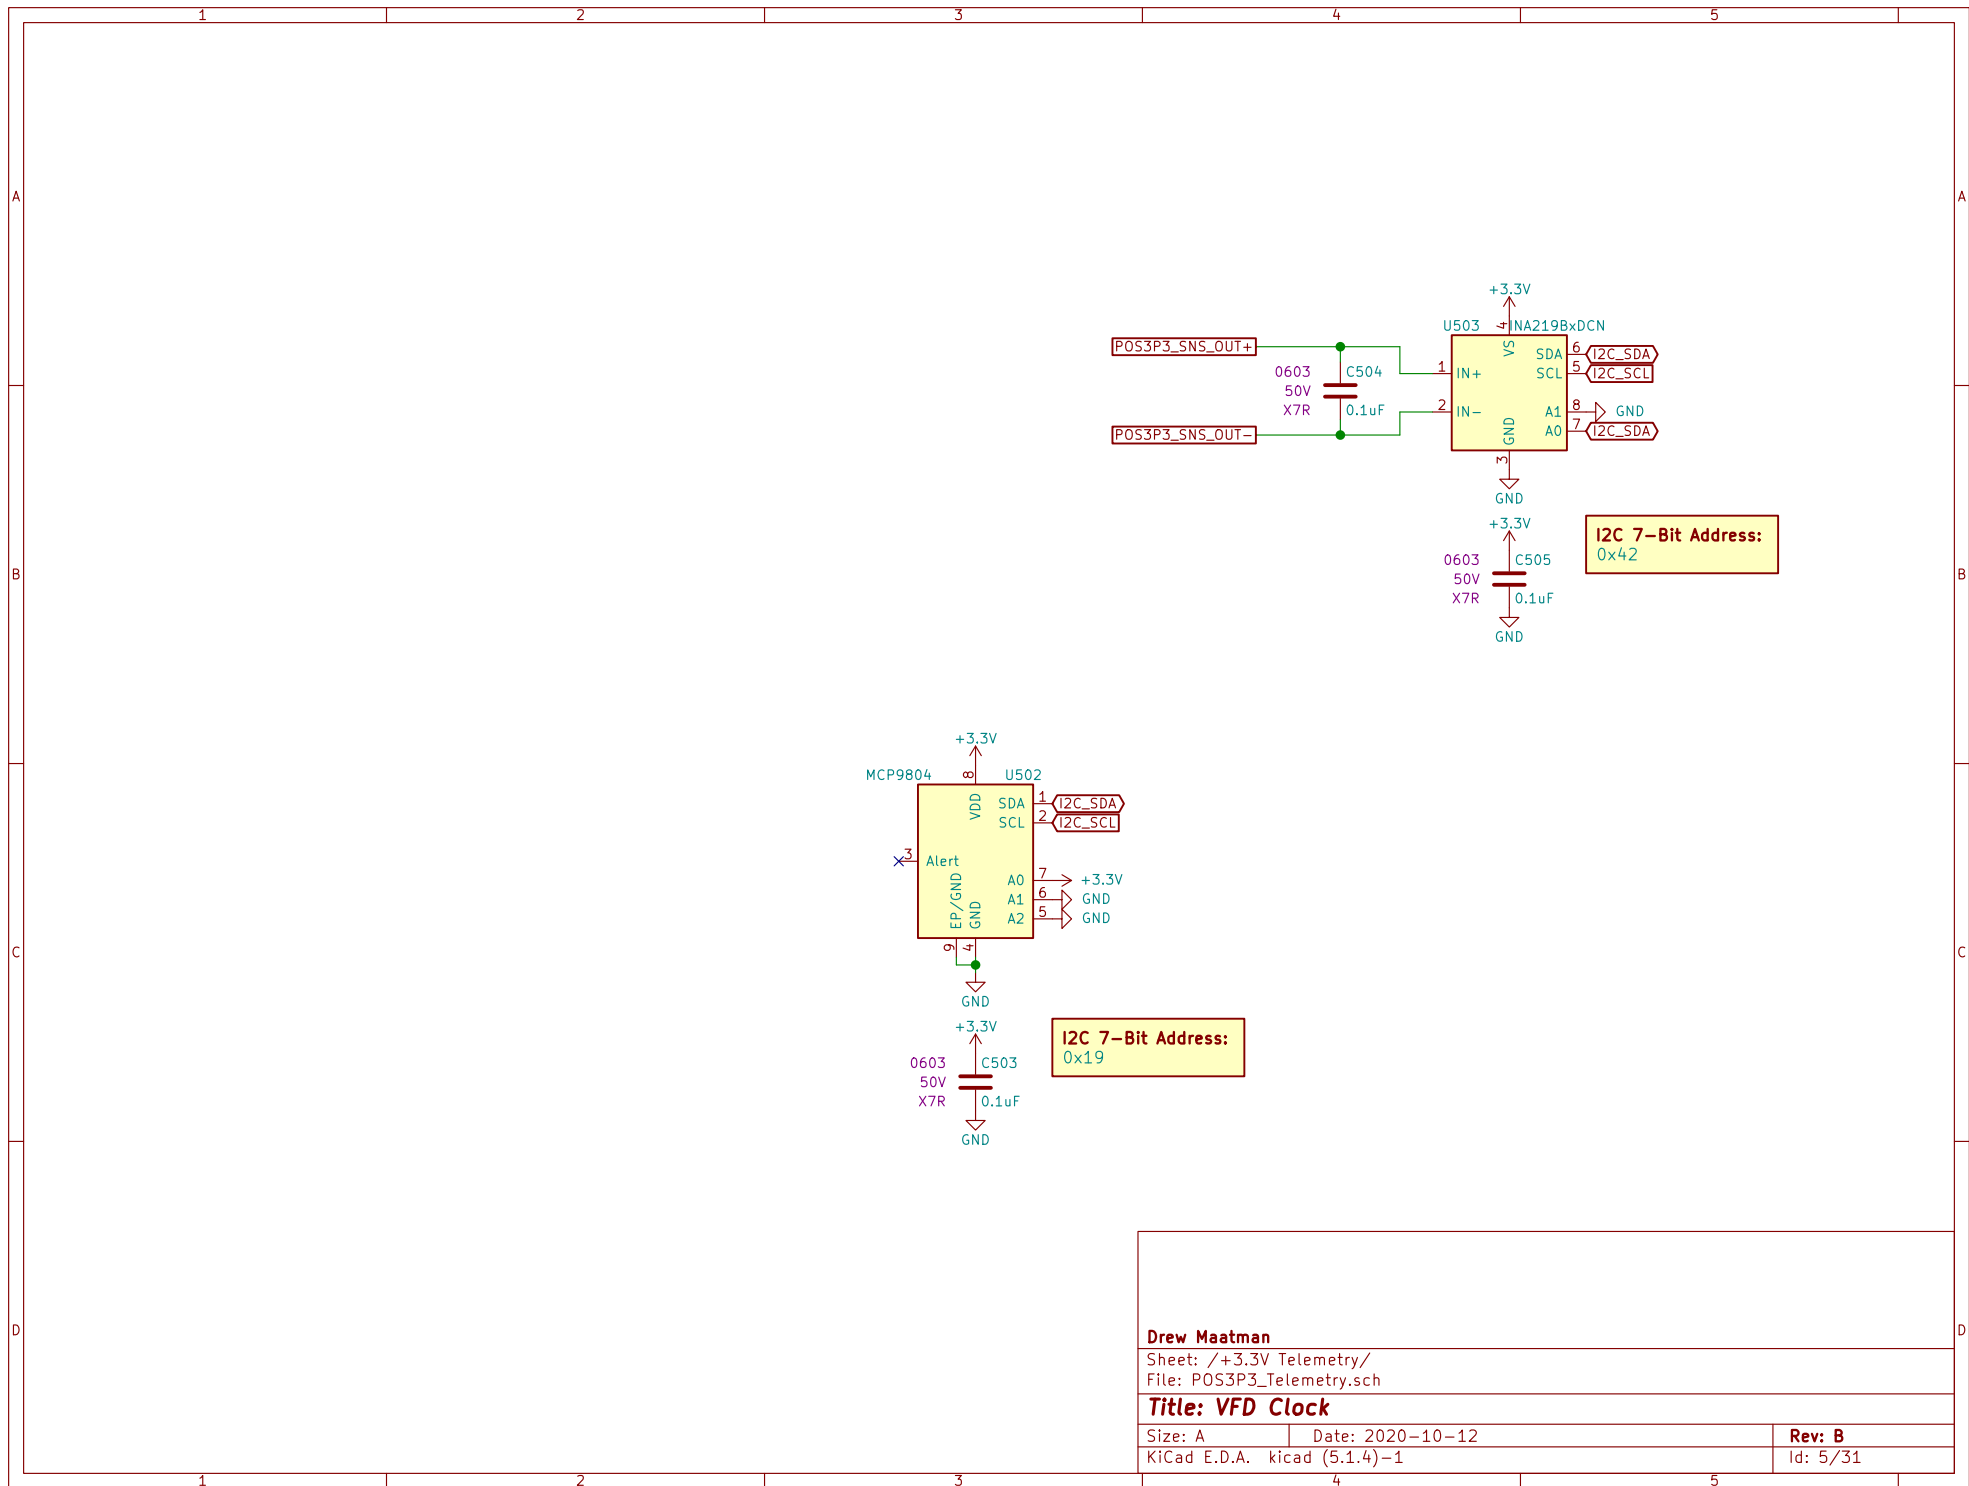 1 2 3 4 5
A A
B B
C C
D D
+3.3V
U503 INA219BxDCN
4
VS
POS3P3_SNS_OUT+
POS3P3_SNS_OUT-
0603 C504
50V
X7R 0.1uF
1 IN+
2 IN-
SDA 6 I2C_SDA
SCL 5 I2C_SCL
A1 8 GND
A0 7 I2C_SDA
GND
3
GND
+3.3V
0603 C505
50V
X7R 0.1uF
GND
I2C 7-Bit Address:
0x42
+3.3V
MCP9804 U502
8
VDD
SDA 1 I2C_SDA
SCL 2 I2C_SCL
3 Alert
A0 7 +3.3V
A1 6 GND
A2 5 GND
EP/GND GND
9 4
GND
+3.3V
0603 C503
50V
X7R 0.1uF
GND
I2C 7-Bit Address:
0x19
Drew Maatman
Sheet: /+3.3V Telemetry/
File: POS3P3_Telemetry.sch
Title: VFD Clock
Size: A Date: 2020-10-12 Rev: B
KiCad E.D.A. kicad (5.1.4)-1 Id: 5/31
1 2 3 4 5